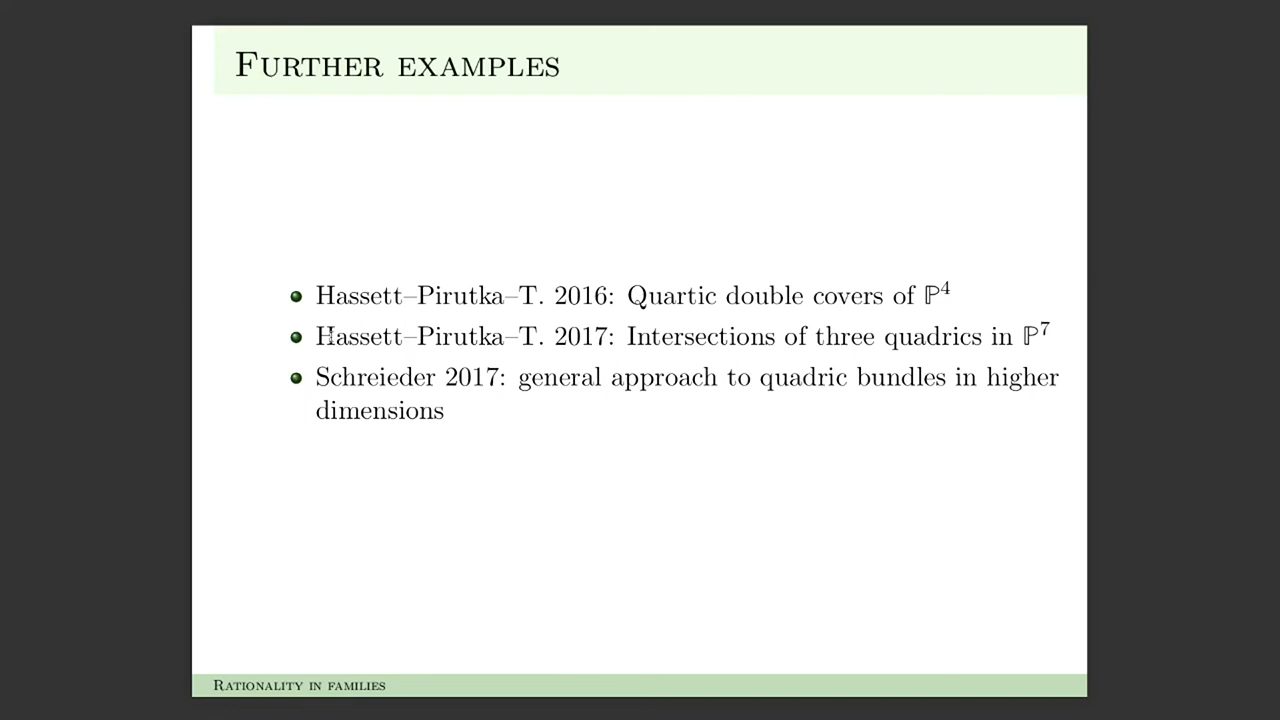 Further examples
Hassett–Pirutka–T. 2016: Quartic double covers of ℙ⁴
Hassett–Pirutka–T. 2017: Intersections of three quadrics in ℙ⁷
Schreieder 2017: general approach to quadric bundles in higher
dimensions
Rationality in families